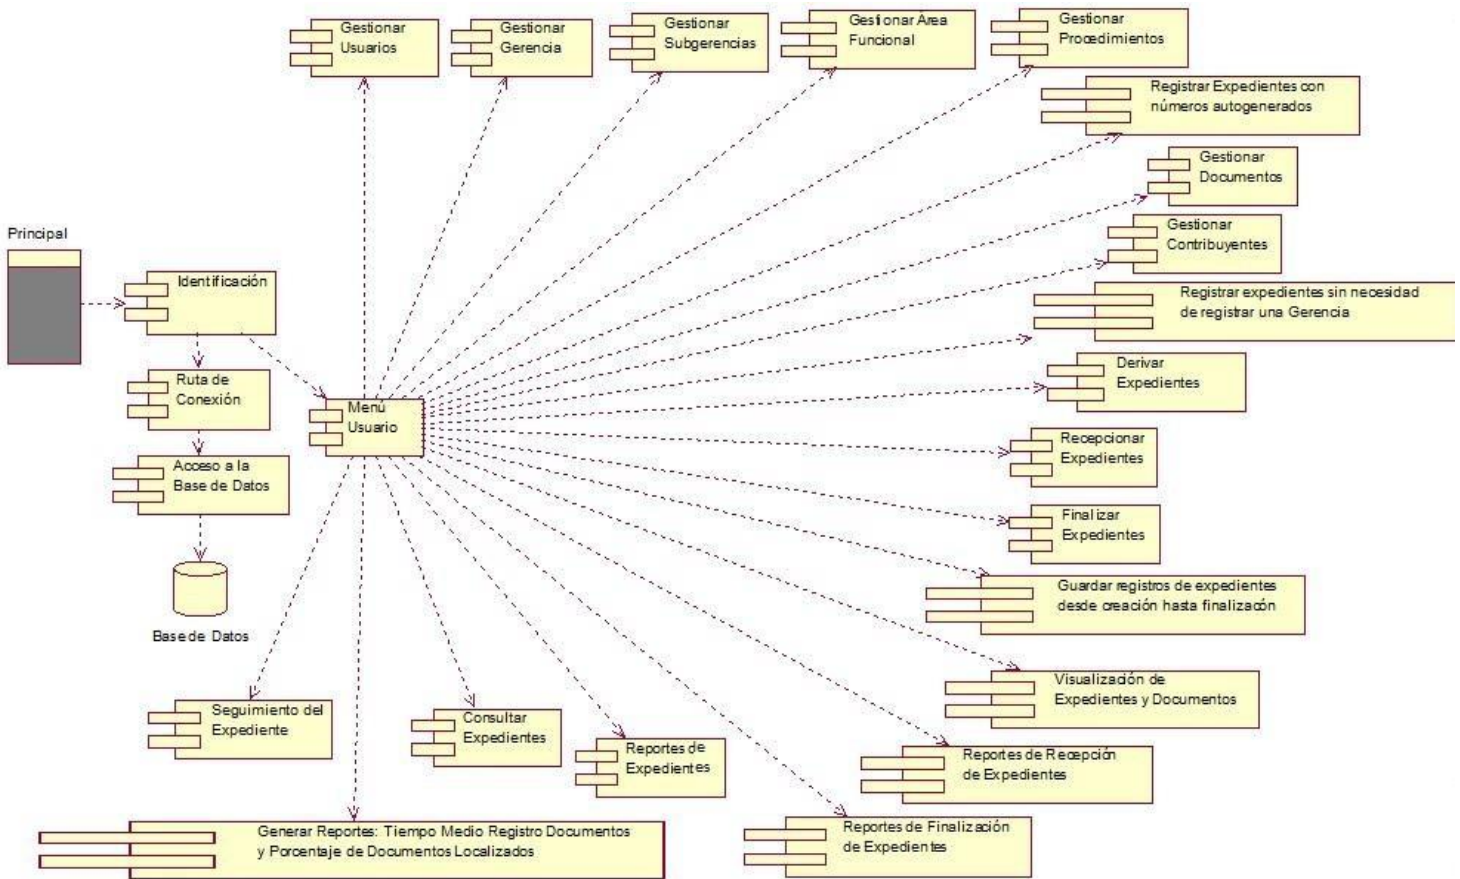 Gestionar
Usuarios
Gestionar
Gerencia
Gestionar
Subgerencias
Gestionar Área
Funcional
Gestionar
Procedimientos
Registrar Expedientes con
números autogenerados
Gestionar
Documentos
Gestionar
Contribuyentes
Principal
Identificación
Registrar expedientes sin necesidad
de registrar una Gerencia
Derivar
Expedientes
Ruta de
Conexión
Menú
Usuario
Recepcionar
Expedientes
Acceso a la
Base de Datos
Finalizar
Expedientes
Guardar registros de expedientes
desde creación hasta finalizacón
Base de Datos
Visualización de
Expedientes y Documentos
Seguimiento del
Expediente
Consultar
Expedientes
Reportes de
Expedientes
Reportes de Recepción
de Expedientes
Generar Reportes: Tiempo Medio Registro Documentos
y Porcentaje de Documentos Localizados
Reportes de Finalización
de Expedientes